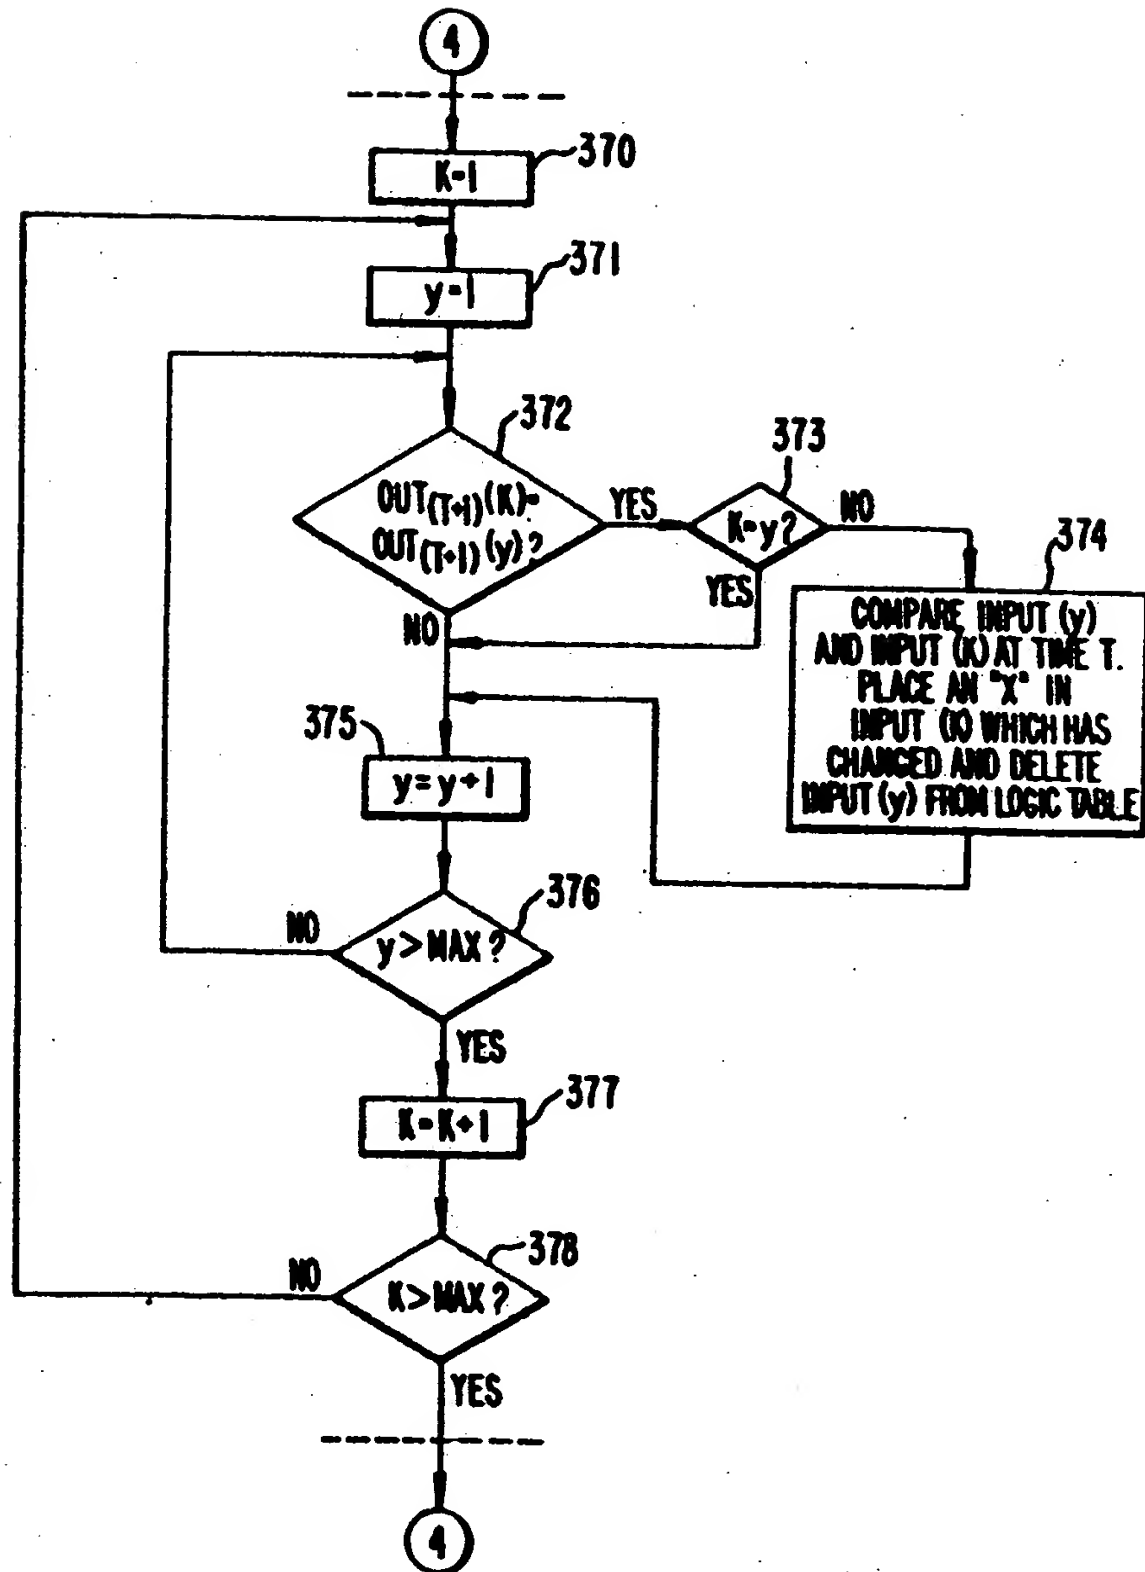 4
370
K=1
371
y=1
372
OUT(T+1)(K)=
OUT(T+1)(y)?
YES
NO
373
K=y?
NO
YES
374
COMPARE INPUT (y)
AND INPUT (K) AT TIME T.
PLACE AN "X" IN
INPUT (K) WHICH HAS
CHANGED AND DELETE
INPUT (y) FROM LOGIC TABLE
375
y=y+1
376
NO
y>MAX?
YES
377
K=K+1
378
NO
K>MAX?
YES
4